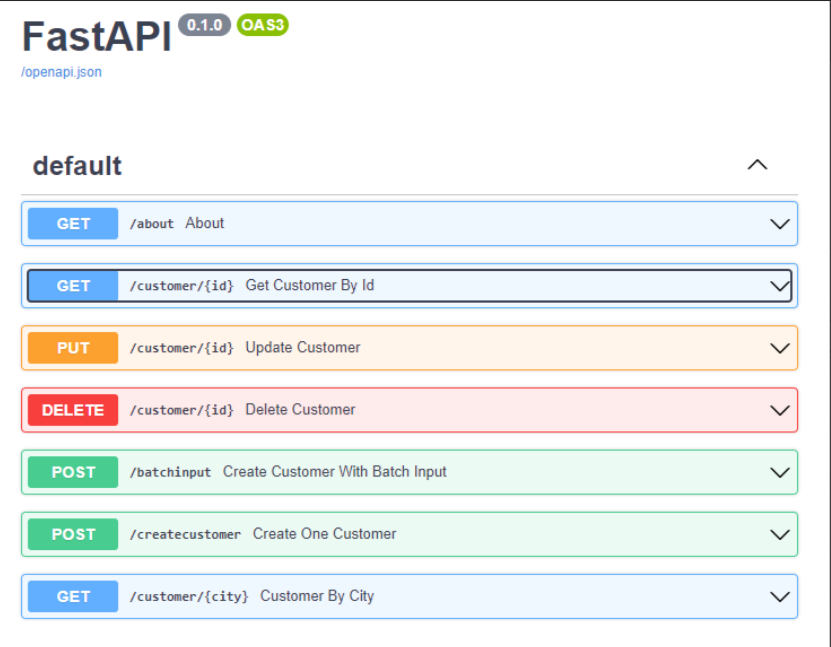 FastAPI 0.1.0 OAS3
/openapi.json
default
GET /about About
GET /customer/{id} Get Customer By Id
PUT /customer/{id} Update Customer
DELETE /customer/{id} Delete Customer
POST /batchinput Create Customer With Batch Input
POST /createcustomer Create One Customer
GET /customer/{city} Customer By City